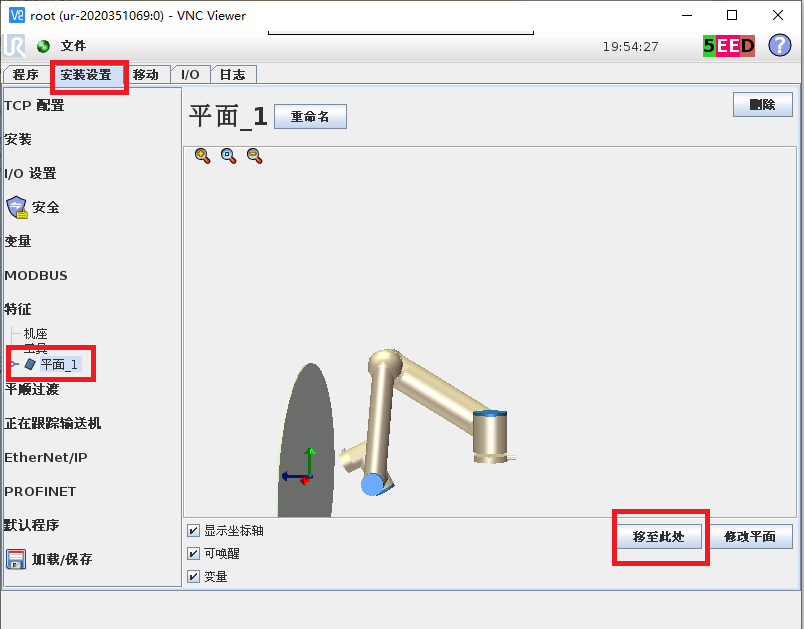 root (ur-2020351069:0) - VNC Viewer
文件
19:54:27
5EED
?
程序 安装设置 移动 I/O 日志
TCP 配置
安装
I/O 设置
安全
变量
MODBUS
特征
机座
工具
平面_1
平顺过渡
正在跟踪输送机
EtherNet/IP
PROFINET
默认程序
加载/保存
平面_1
重命名
删除
显示坐标轴
可唤醒
变量
移至此处
修改平面